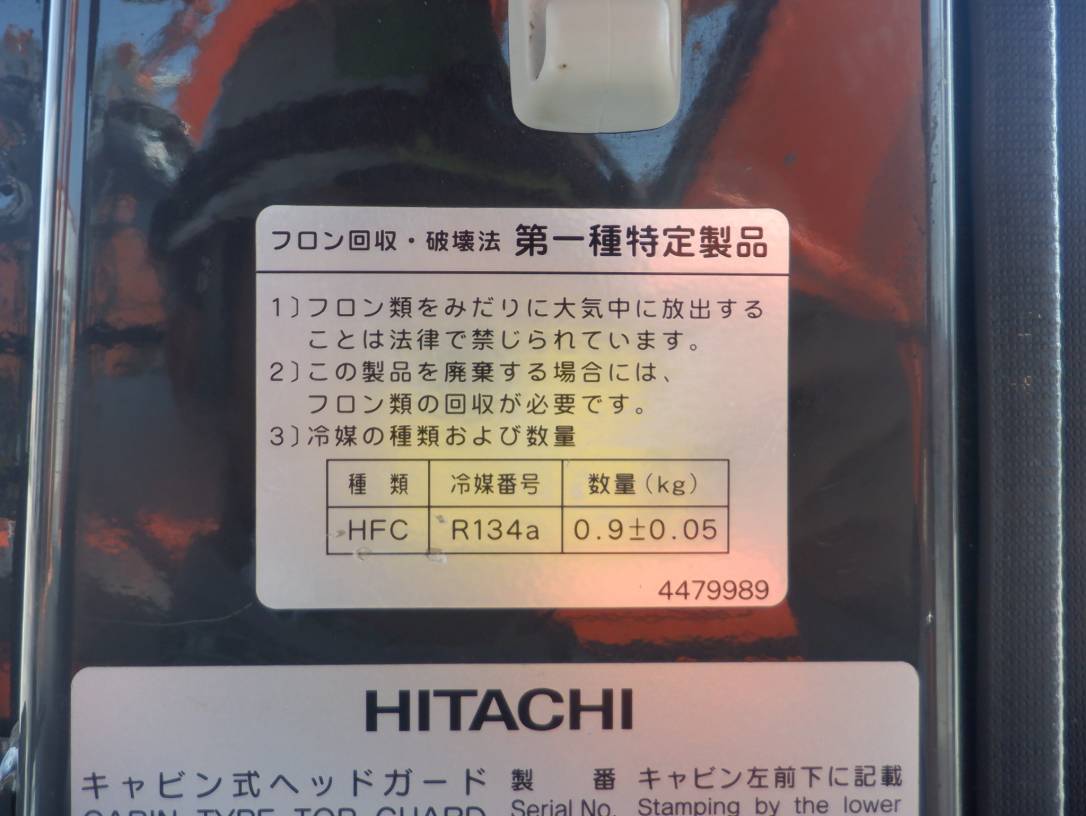 フロン回収・破壊法 第一種特定製品
1〕フロン類をみだりに大気中に放出する
ことは法律で禁じられています。
2〕この製品を廃棄する場合には、
フロン類の回収が必要です。
3〕冷媒の種類および数量
種 類 冷媒番号 数量(kg)
HFC R134a 0.9±0.05
4479989
HITACHI
キャビン式ヘッドガード 製 番 キャビン左前下に記載
CABIN TYPE TOP GUARD Serial No. Stamping by the lower